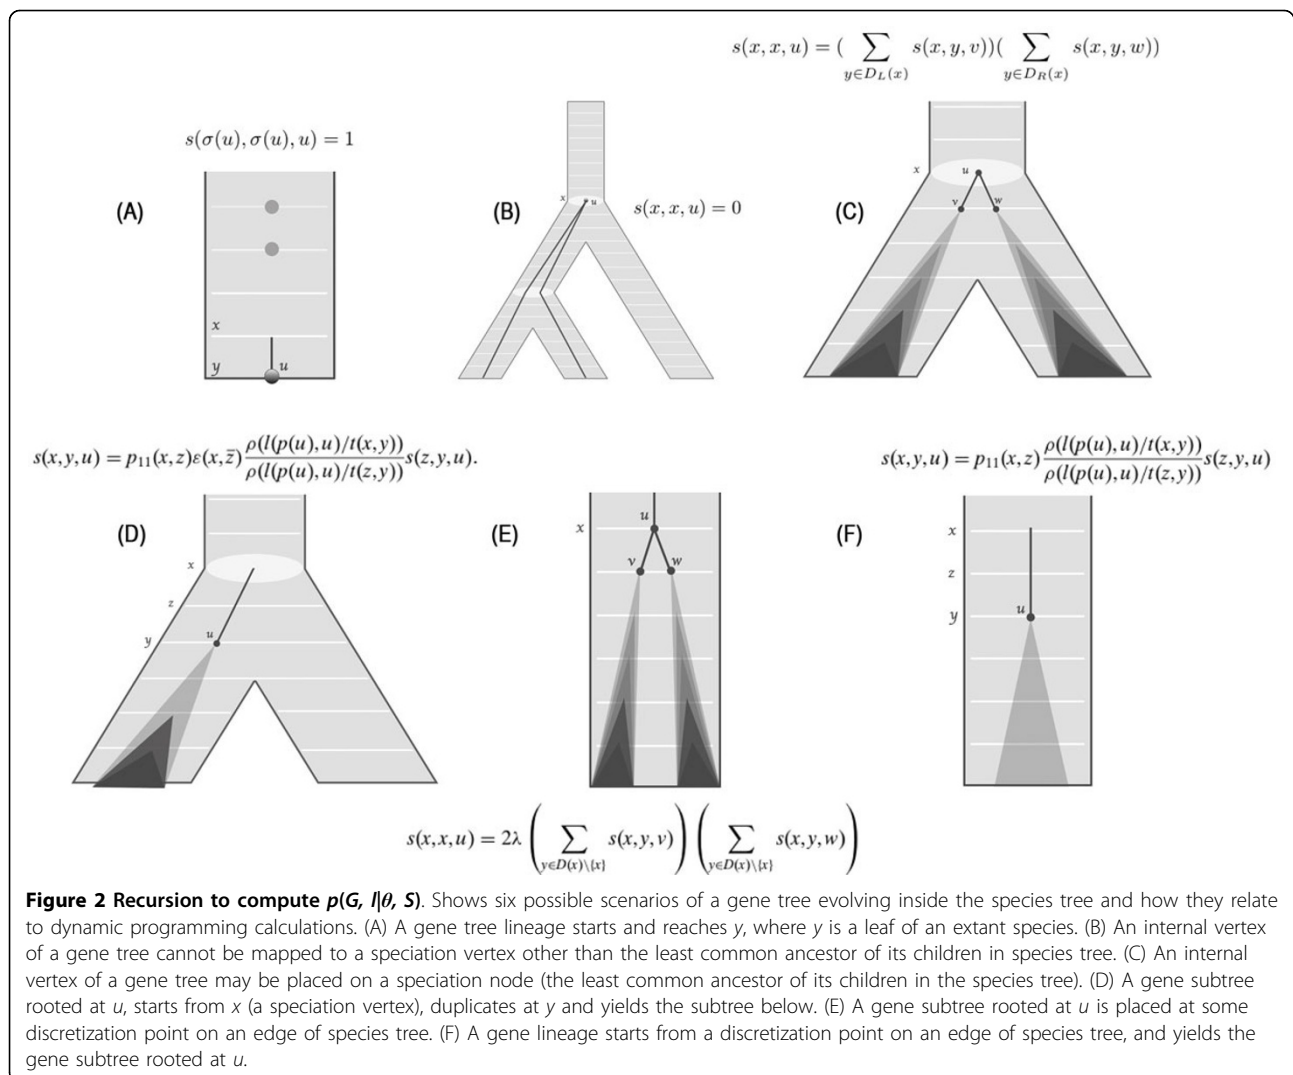 s(x, x, u) = ( ∑_{y∈D_L(x)} s(x, y, v))( ∑_{y∈D_R(x)} s(x, y, w))
s(σ(u), σ(u), u) = 1
(A)
x
y
u
(B)
x
u
s(x, x, u) = 0
(C)
x
u
v
w
s(x,y,u) = p₁₁(x,z)ε(x,z̄) ρ(l(p(u),u)/t(x,y)) / ρ(l(p(u),u)/t(z,y)) s(z,y,u).
s(x,y,u) = p₁₁(x,z) ρ(l(p(u),u)/t(x,y)) / ρ(l(p(u),u)/t(z,y)) s(z,y,u)
(D)
x
z
y
u
(E)
x
u
v
w
(F)
x
z
y
u
s(x,x,u) = 2λ ( ∑_{y∈D(x)\{x}} s(x,y,v) ) ( ∑_{y∈D(x)\{x}} s(x,y,w) )
Figure 2 Recursion to compute p(G, l|θ, S). Shows six possible scenarios of a gene tree evolving inside the species tree and how they relate
to dynamic programming calculations. (A) A gene tree lineage starts and reaches y, where y is a leaf of an extant species. (B) An internal vertex
of a gene tree cannot be mapped to a speciation vertex other than the least common ancestor of its children in species tree. (C) An internal
vertex of a gene tree may be placed on a speciation node (the least common ancestor of its children in the species tree). (D) A gene subtree
rooted at u, starts from x (a speciation vertex), duplicates at y and yields the subtree below. (E) A gene subtree rooted at u is placed at some
discretization point on an edge of species tree. (F) A gene lineage starts from a discretization point on an edge of species tree, and yields the
gene subtree rooted at u.